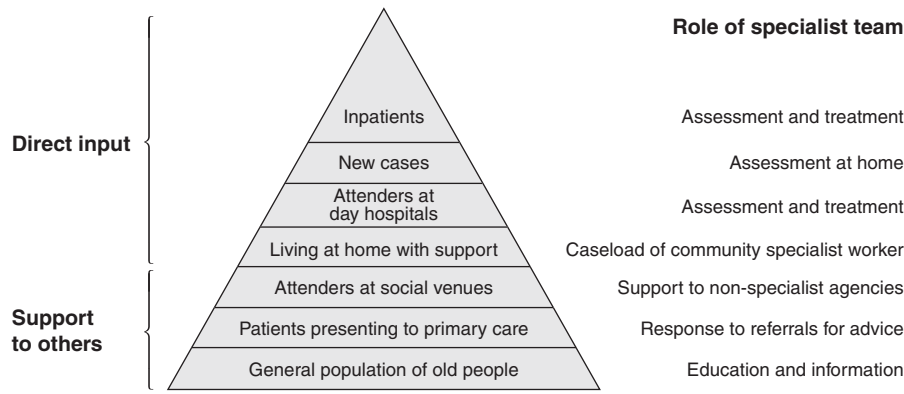 Role of specialist team
Direct input
Inpatients
Assessment and treatment
New cases
Assessment at home
Attenders at
day hospitals
Assessment and treatment
Living at home with support
Caseload of community specialist worker
Support
to others
Attenders at social venues
Support to non-specialist agencies
Patients presenting to primary care
Response to referrals for advice
General population of old people
Education and information